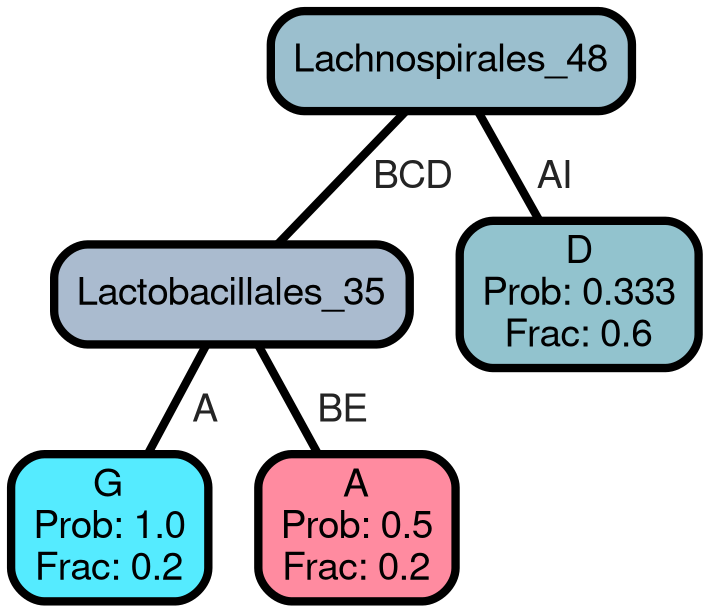 Lachnospirales_48
BCD
AI
Lactobacillales_35
D
Prob: 0.333
Frac: 0.6
A
BE
G
Prob: 1.0
Frac: 0.2
A
Prob: 0.5
Frac: 0.2